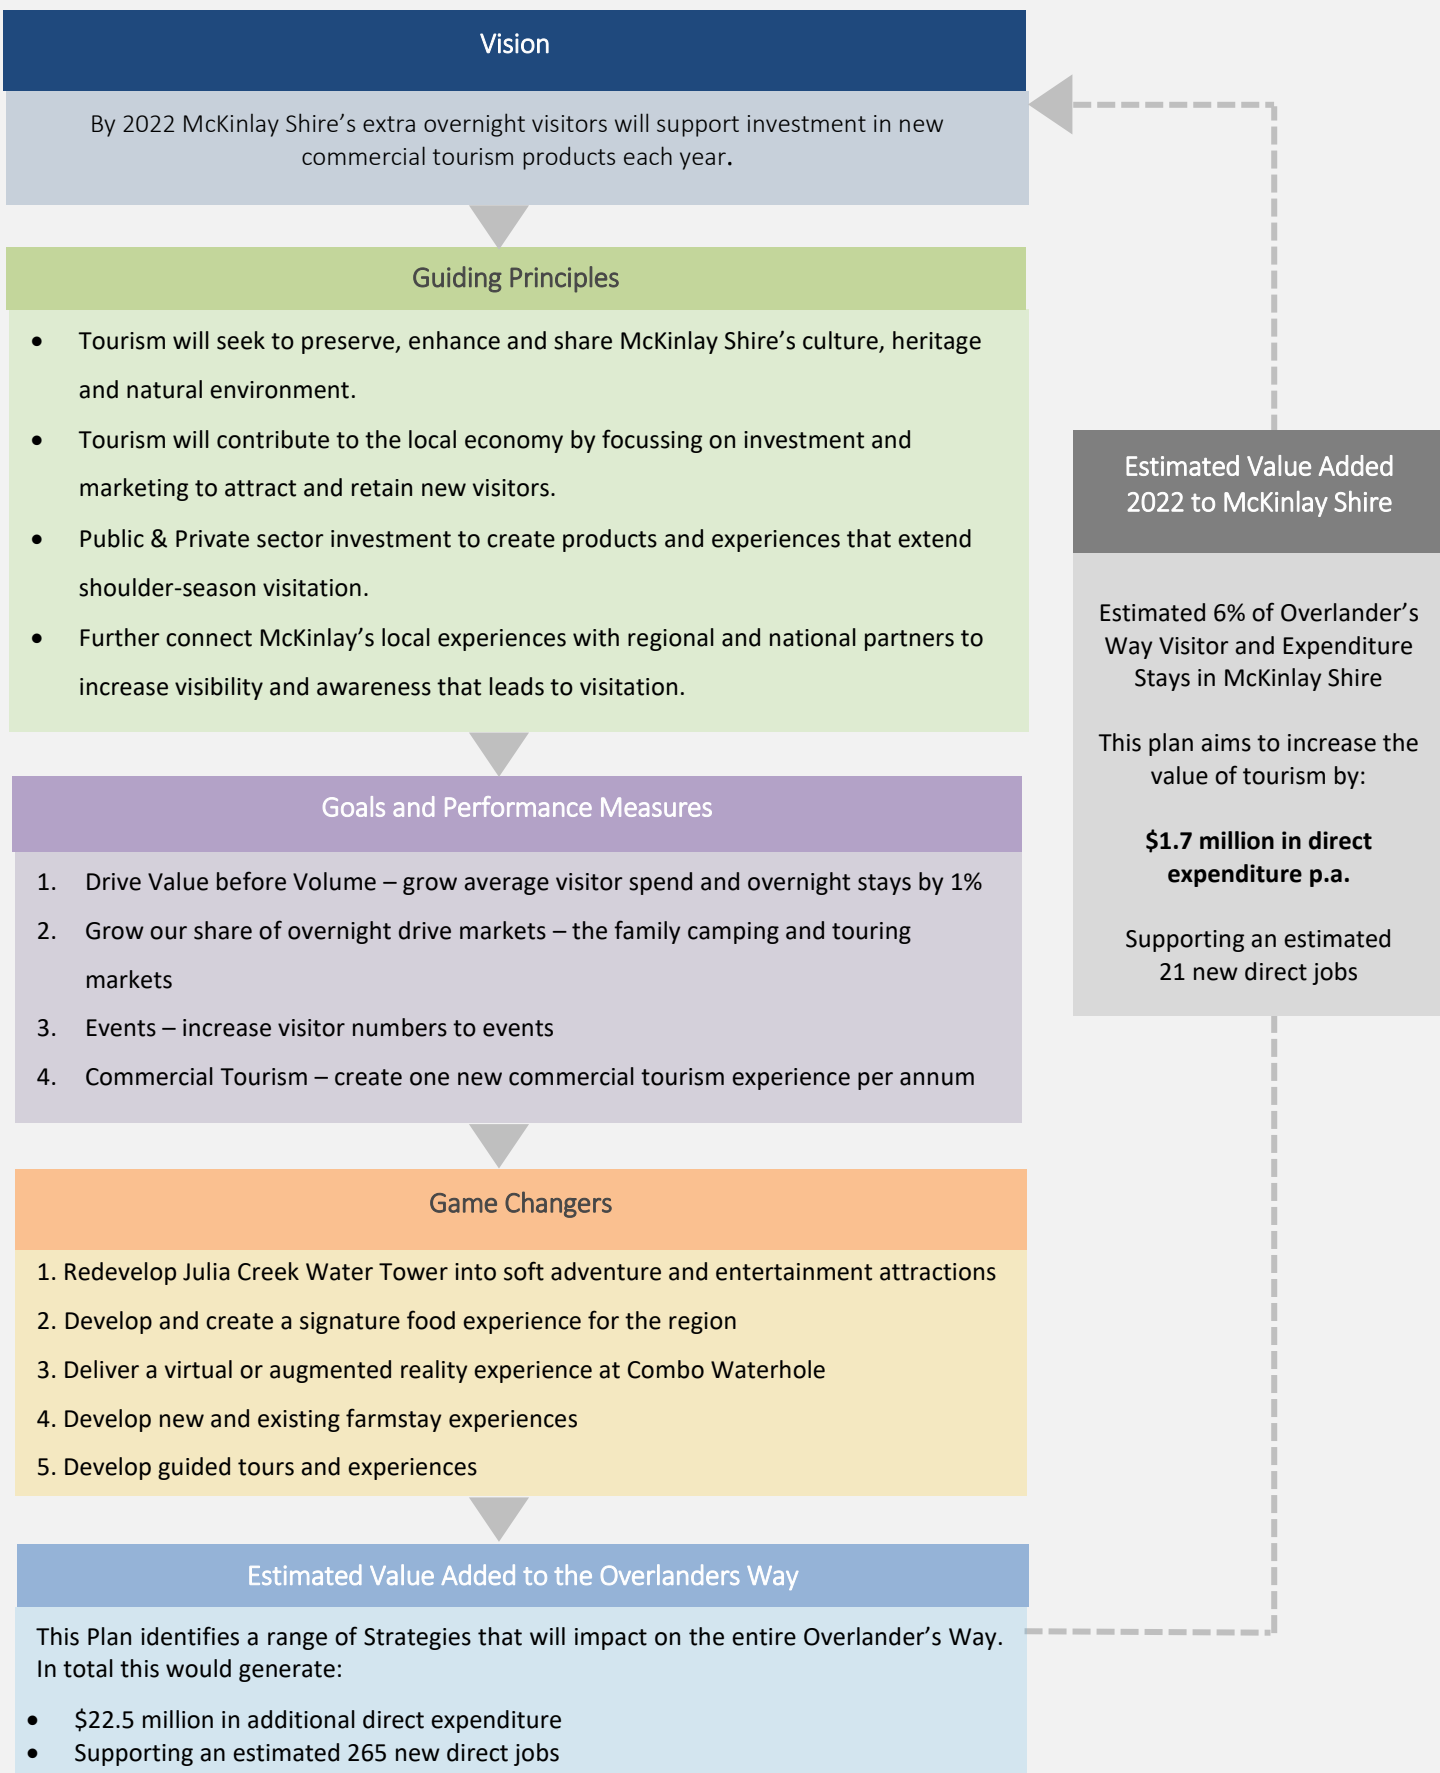 Vision
By 2022 McKinlay Shire’s extra overnight visitors will support investment in new
commercial tourism products each year.
Guiding Principles
• Tourism will seek to preserve, enhance and share McKinlay Shire’s culture, heritage
and natural environment.
• Tourism will contribute to the local economy by focussing on investment and
marketing to attract and retain new visitors.
• Public & Private sector investment to create products and experiences that extend
shoulder-season visitation.
• Further connect McKinlay’s local experiences with regional and national partners to
increase visibility and awareness that leads to visitation.
Goals and Performance Measures
1. Drive Value before Volume – grow average visitor spend and overnight stays by 1%
2. Grow our share of overnight drive markets – the family camping and touring
markets
3. Events – increase visitor numbers to events
4. Commercial Tourism – create one new commercial tourism experience per annum
Game Changers
1. Redevelop Julia Creek Water Tower into soft adventure and entertainment attractions
2. Develop and create a signature food experience for the region
3. Deliver a virtual or augmented reality experience at Combo Waterhole
4. Develop new and existing farmstay experiences
5. Develop guided tours and experiences
Estimated Value Added to the Overlanders Way
This Plan identifies a range of Strategies that will impact on the entire Overlander’s Way.
In total this would generate:
• $22.5 million in additional direct expenditure
• Supporting an estimated 265 new direct jobs
Estimated Value Added
2022 to McKinlay Shire
Estimated 6% of Overlander’s
Way Visitor and Expenditure
Stays in McKinlay Shire
This plan aims to increase the
value of tourism by:
$1.7 million in direct
expenditure p.a.
Supporting an estimated
21 new direct jobs